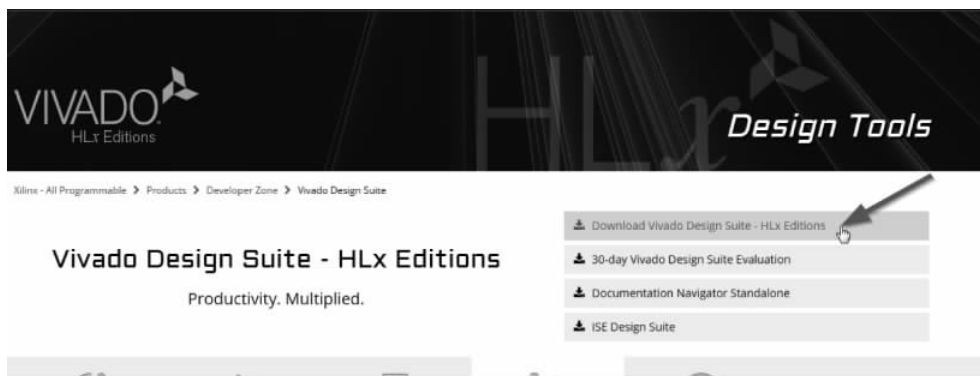 VIVADO.
HLx Editions
HLx
Design Tools
Xilinx - All Programmable > Products > Developer Zone > Vivado Design Suite
Download Vivado Design Suite - HLx Editions
Vivado Design Suite - HLx Editions
30-day Vivado Design Suite Evaluation
Productivity. Multiplied.
Documentation Navigator Standalone
ISE Design Suite